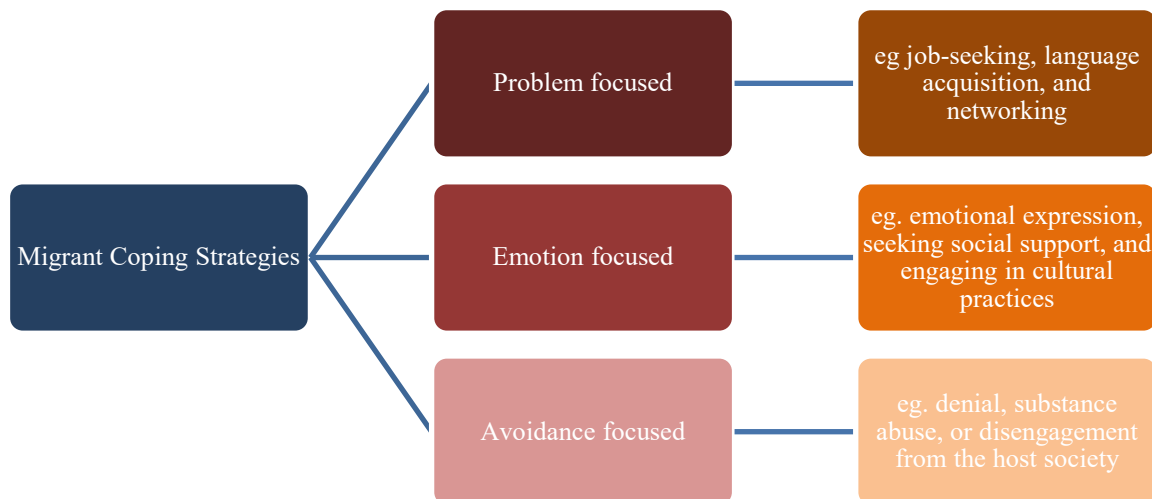 Migrant Coping Strategies
Problem focused
eg job-seeking, language
acquisition, and
networking
Emotion focused
eg. emotional expression,
seeking social support, and
engaging in cultural
practices
Avoidance focused
eg. denial, substance
abuse, or disengagement
from the host society